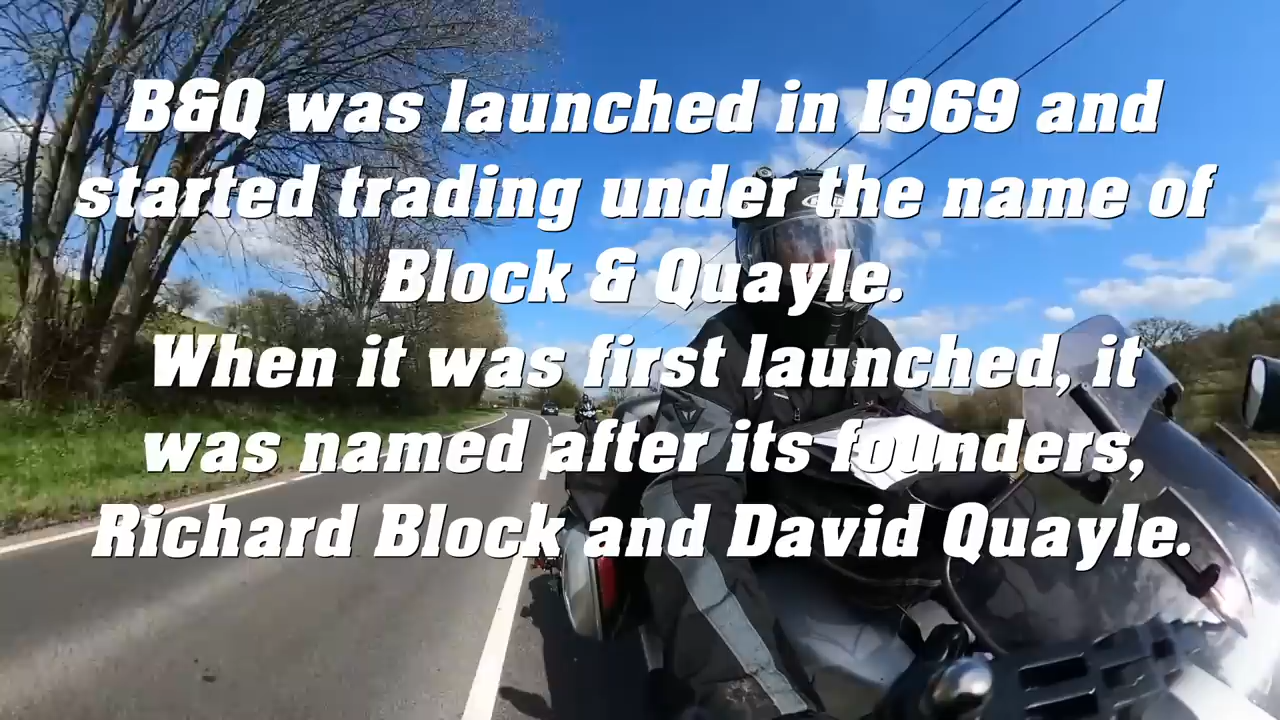 B&Q was launched in 1969 and
started trading under the name of
Block & Quayle.
When it was first launched, it
was named after its founders,
Richard Block and David Quayle.